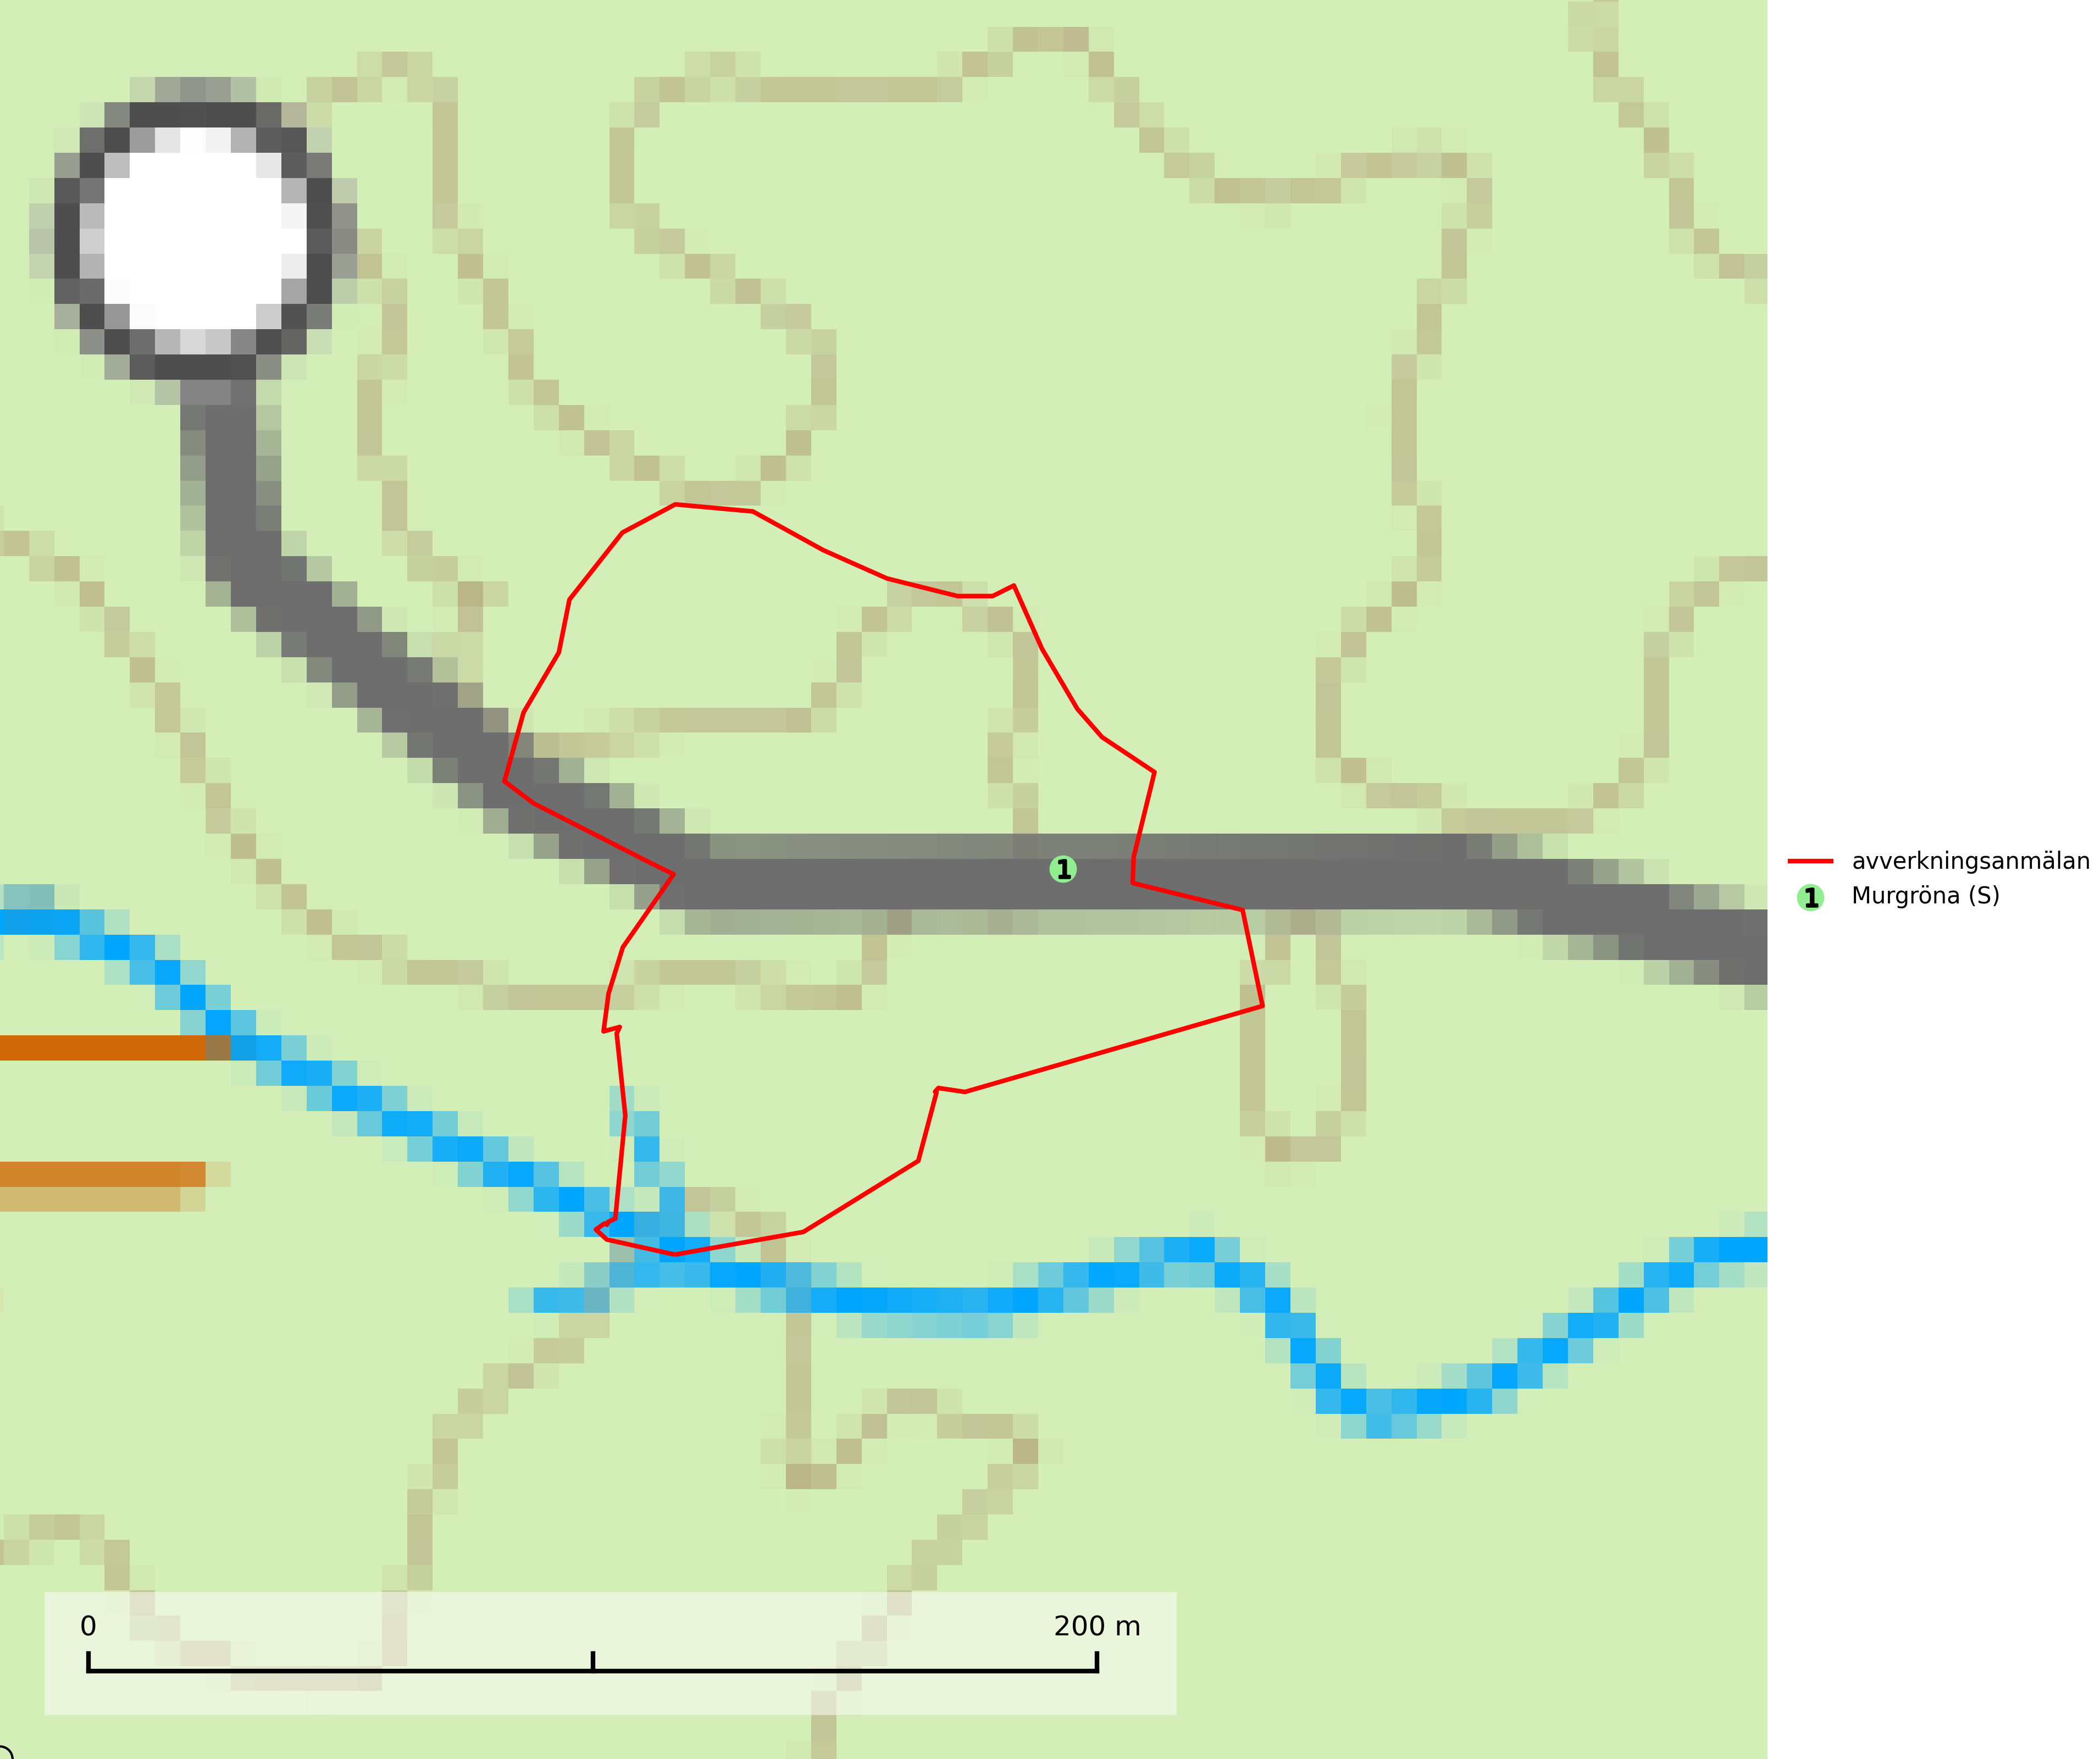 1
avverkningsanmälan
1 Murgröna (S)
0 200 m